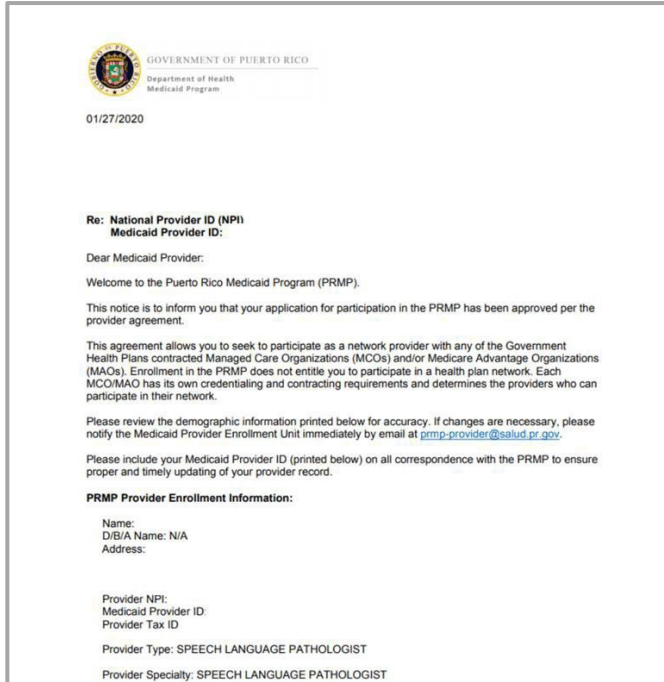 GOVERNMENT OF PUERTO RICO
Department of Health
Medicaid Program
01/27/2020
Re: National Provider ID (NPI)
Medicaid Provider ID:
Dear Medicaid Provider:
Welcome to the Puerto Rico Medicaid Program (PRMP).
This notice is to inform you that your application for participation in the PRMP has been approved per the
provider agreement.
This agreement allows you to seek to participate as a network provider with any of the Government
Health Plans contracted Managed Care Organizations (MCOs) and/or Medicare Advantage Organizations
(MAOs). Enrollment in the PRMP does not entitle you to participate in a health plan network. Each
MCO/MAO has its own credentialing and contracting requirements and determines the providers who can
participate in their network.
Please review the demographic information printed below for accuracy. If changes are necessary, please
notify the Medicaid Provider Enrollment Unit immediately by email at prmp-provider@salud.pr.gov.
Please include your Medicaid Provider ID (printed below) on all correspondence with the PRMP to ensure
proper and timely updating of your provider record.
PRMP Provider Enrollment Information:
Name:
D/B/A Name: N/A
Address:
Provider NPI:
Medicaid Provider ID:
Provider Tax ID
Provider Type: SPEECH LANGUAGE PATHOLOGIST
Provider Specialty: SPEECH LANGUAGE PATHOLOGIST